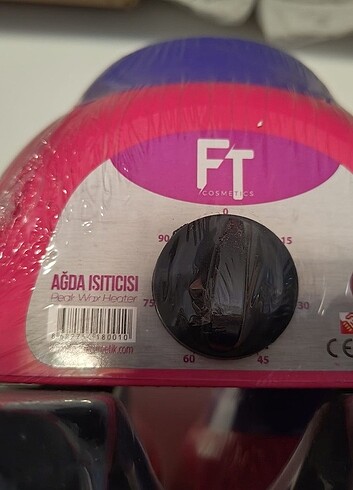 FT
COSMETICS
0
90
15
AĞDA ISITICISI
Peak Wax Heater
75
30
60
45
CE